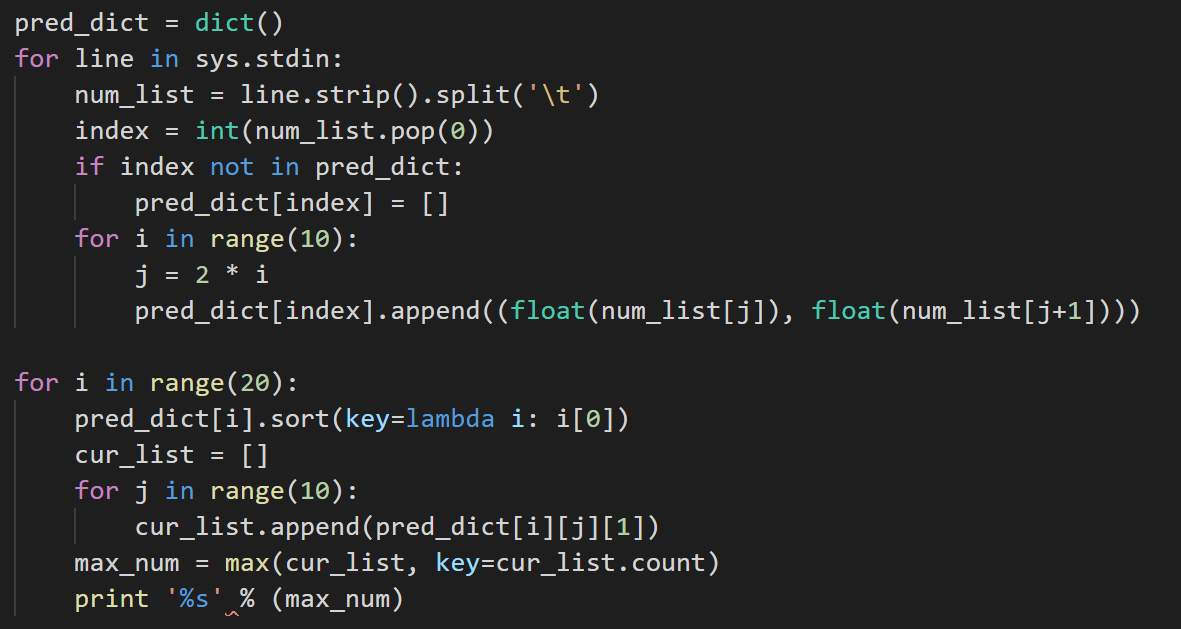 pred_dict = dict()
for line in sys.stdin:
    num_list = line.strip().split('\t')
    index = int(num_list.pop(0))
    if index not in pred_dict:
        pred_dict[index] = []
    for i in range(10):
        j = 2 * i
        pred_dict[index].append((float(num_list[j]), float(num_list[j+1])))

for i in range(20):
    pred_dict[i].sort(key=lambda i: i[0])
    cur_list = []
    for j in range(10):
        cur_list.append(pred_dict[i][j][1])
    max_num = max(cur_list, key=cur_list.count)
    print '%s' % (max_num)